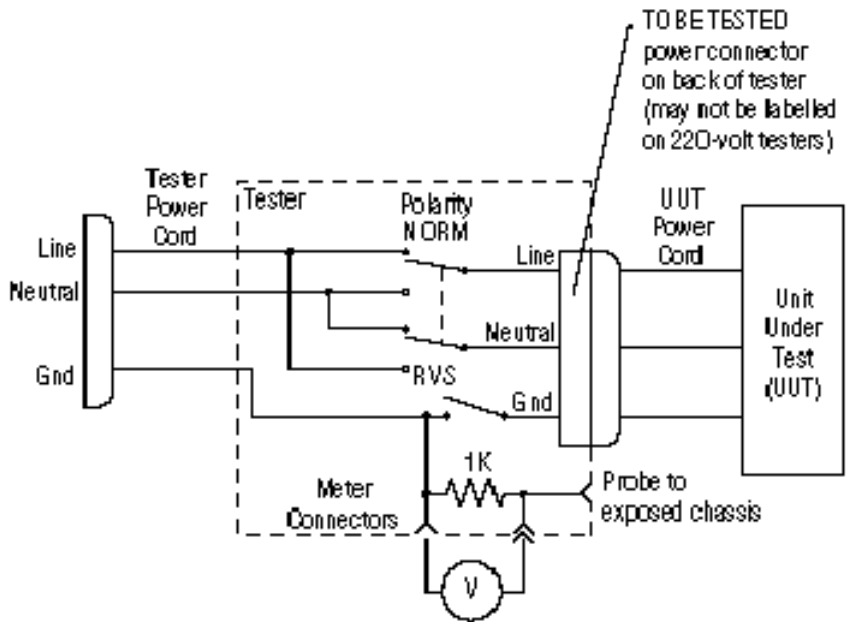 TO BE TESTED
power connector
on back of tester
(may not be labelled
on 220-volt testers)
Tester
Power
Cord
Tester
Polarity
NORM
UUT
Power
Cord
Line
Line
Neutral
Neutral
Unit
Under
Test
(UUT)
Gnd
RVS
Gnd
1K
Meter
Connectors
Probe to
exposed chassis
V